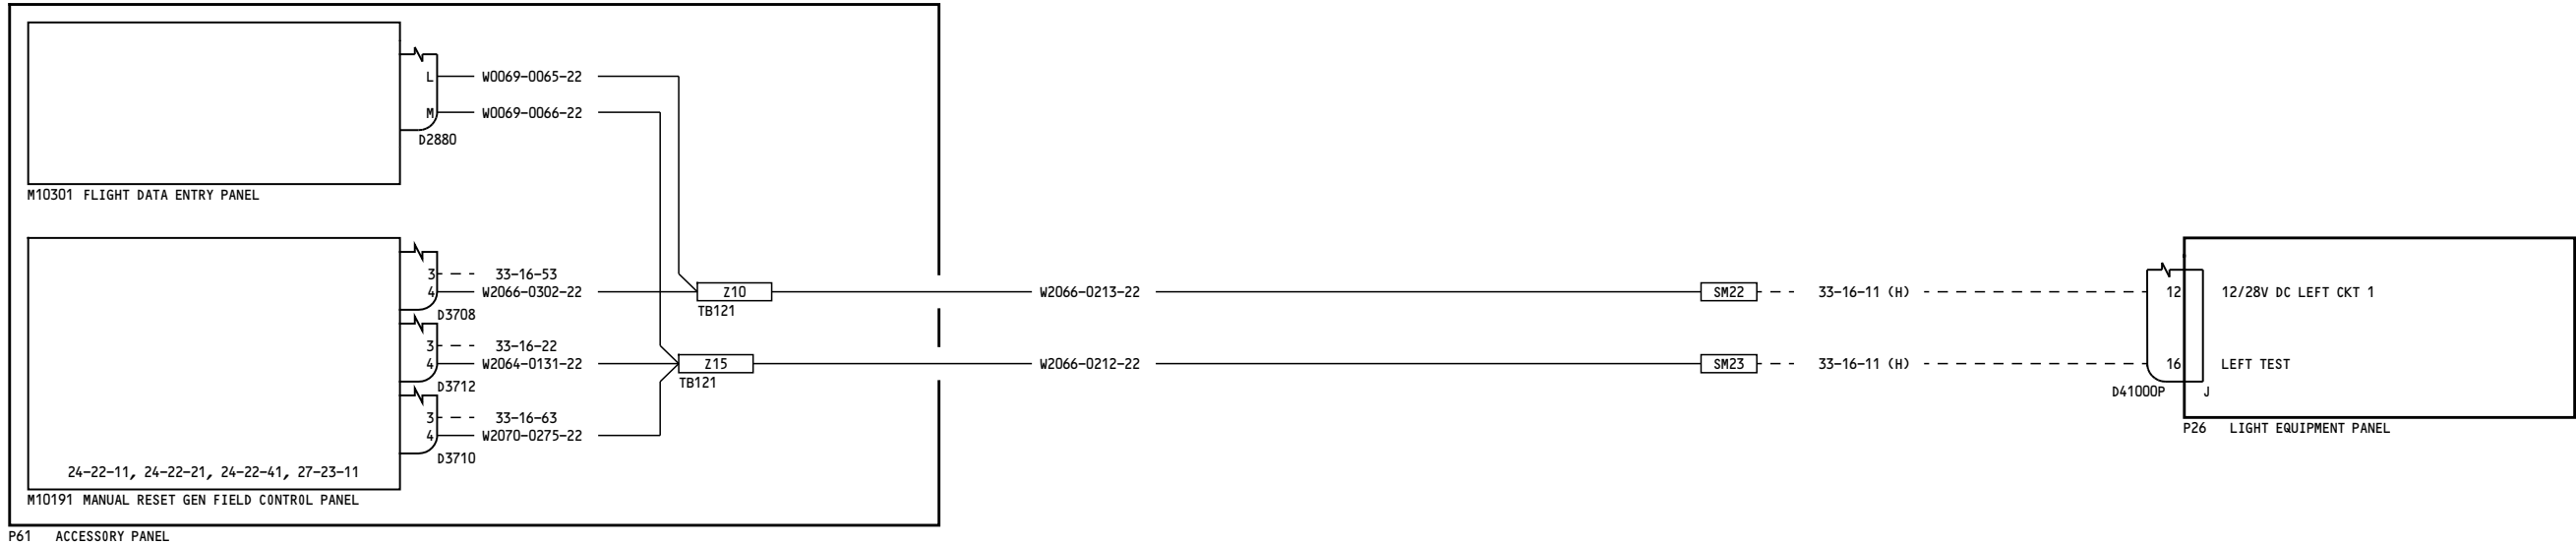 L W0069-0065-22
M W0069-0066-22
D2880
M10301 FLIGHT DATA ENTRY PANEL
3 33-16-53
4 W2066-0302-22 Z10 W2066-0213-22 SM22 33-16-11 (H) 12 12/28V DC LEFT CKT 1
D3708 TB121
3 33-16-22
4 W2064-0131-22 Z15 W2066-0212-22 SM23 33-16-11 (H) 16 LEFT TEST
D3712 TB121 D41000P J
3 33-16-63
P26 LIGHT EQUIPMENT PANEL
4 W2070-0275-22
D3710
24-22-11, 24-22-21, 24-22-41, 27-23-11
M10191 MANUAL RESET GEN FIELD CONTROL PANEL
P61 ACCESSORY PANEL